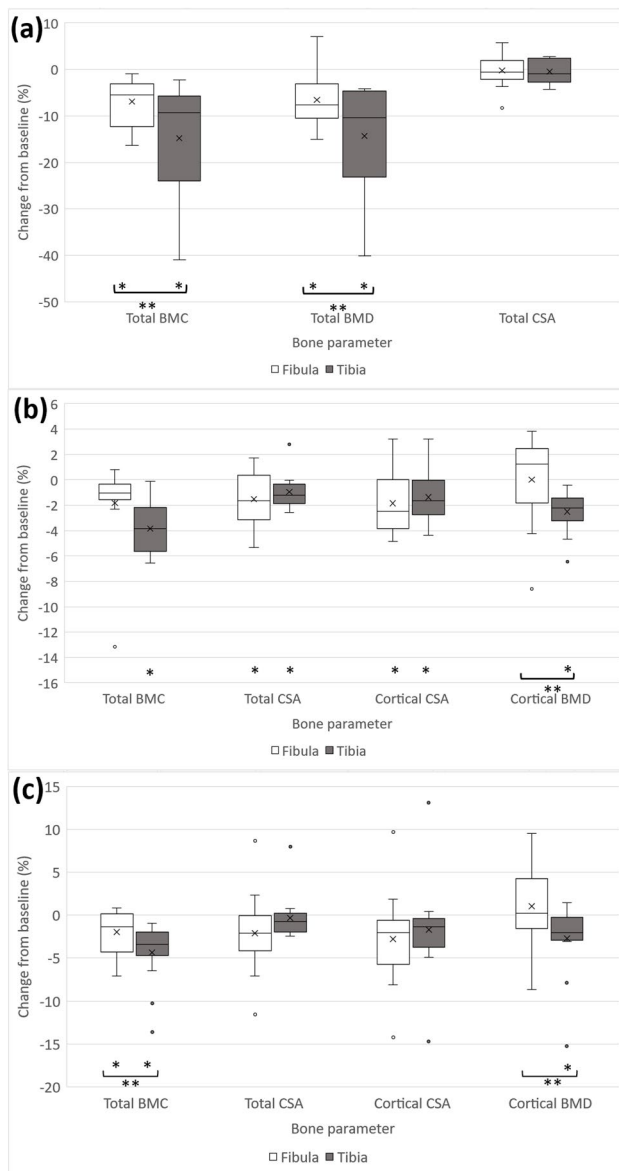 (a)
10
0
-10
-20
-30
-40
-50
Change from baseline (%)
* * * *
** **
Total BMC Total BMD Total CSA
Bone parameter
Fibula Tibia
(b)
6
4
2
0
-2
-4
-6
-8
-10
-12
-14
-16
Change from baseline (%)
* * * * * *
**
Total BMC Total CSA Cortical CSA Cortical BMD
Bone parameter
Fibula Tibia
(c)
15
10
5
0
-5
-10
-15
-20
Change from baseline (%)
* * *
** **
Total BMC Total CSA Cortical CSA Cortical BMD
Bone parameter
Fibula Tibia